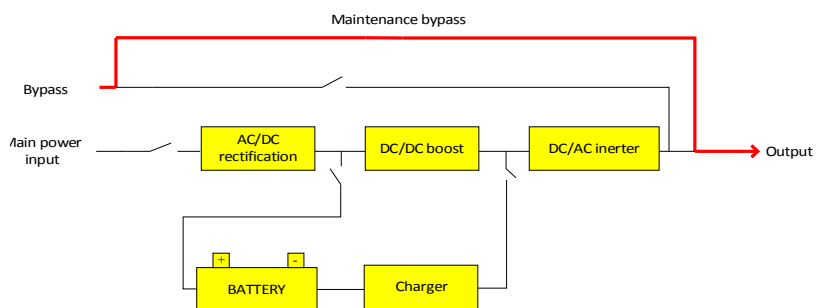 Maintenance bypass
Bypass
Main power
input
AC/DC
rectification
DC/DC boost
DC/AC inerter
Output
+
-
BATTERY
Charger